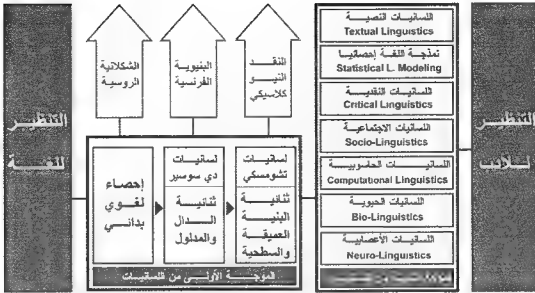 التنظير
للغة
الشكلانية
الروسية
البنيوية
الفرنسية
النقد
النيو
كلاسيكي
إحصاء
لغوي
بدائي
لسانيات
دي سوسير
ثنائية
الدال
والمدلول
لسانيات
تشومسكي
ثنائية
البنية
العميقة
والسطحية
الموجة الأولى من اللسانيات
اللسانيات النصية
Textual Linguistics
نمذجة اللغة إحصائيا
Statistical L. Modeling
اللسانيات النقدية
Critical Linguistics
اللسانيات الاجتماعية
Socio-Linguistics
اللسانيات الحاسوبية
Computational Linguistics
اللسانيات الحيوية
Bio-Linguistics
اللسانيات الأعصابية
Neuro-Linguistics
التنظير
للأدب